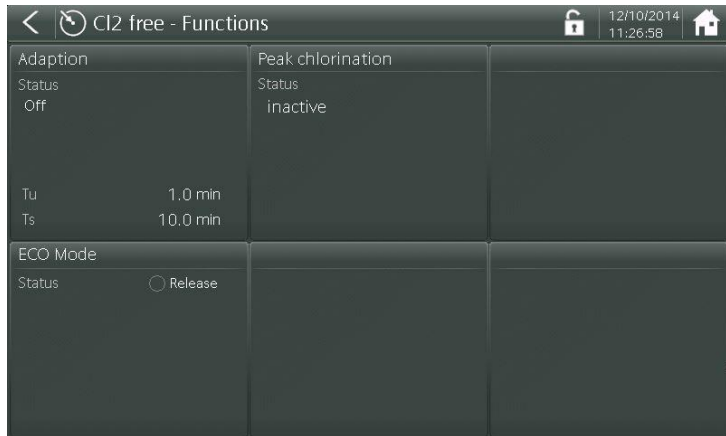 Cl2 free - Functions
12/10/2014
11:26:58
Adaption
Status
Off
Tu 1.0 min
Ts 10.0 min
Peak chlorination
Status
inactive
ECO Mode
Status Release